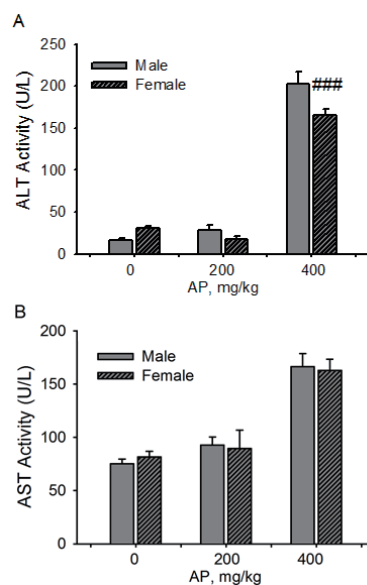 A
250
200
150
100
50
0
ALT Activity (U/L)
Male
Female
###
0 200 400
AP, mg/kg
B
200
150
100
50
0
AST Activity (U/L)
Male
Female
0 200 400
AP, mg/kg